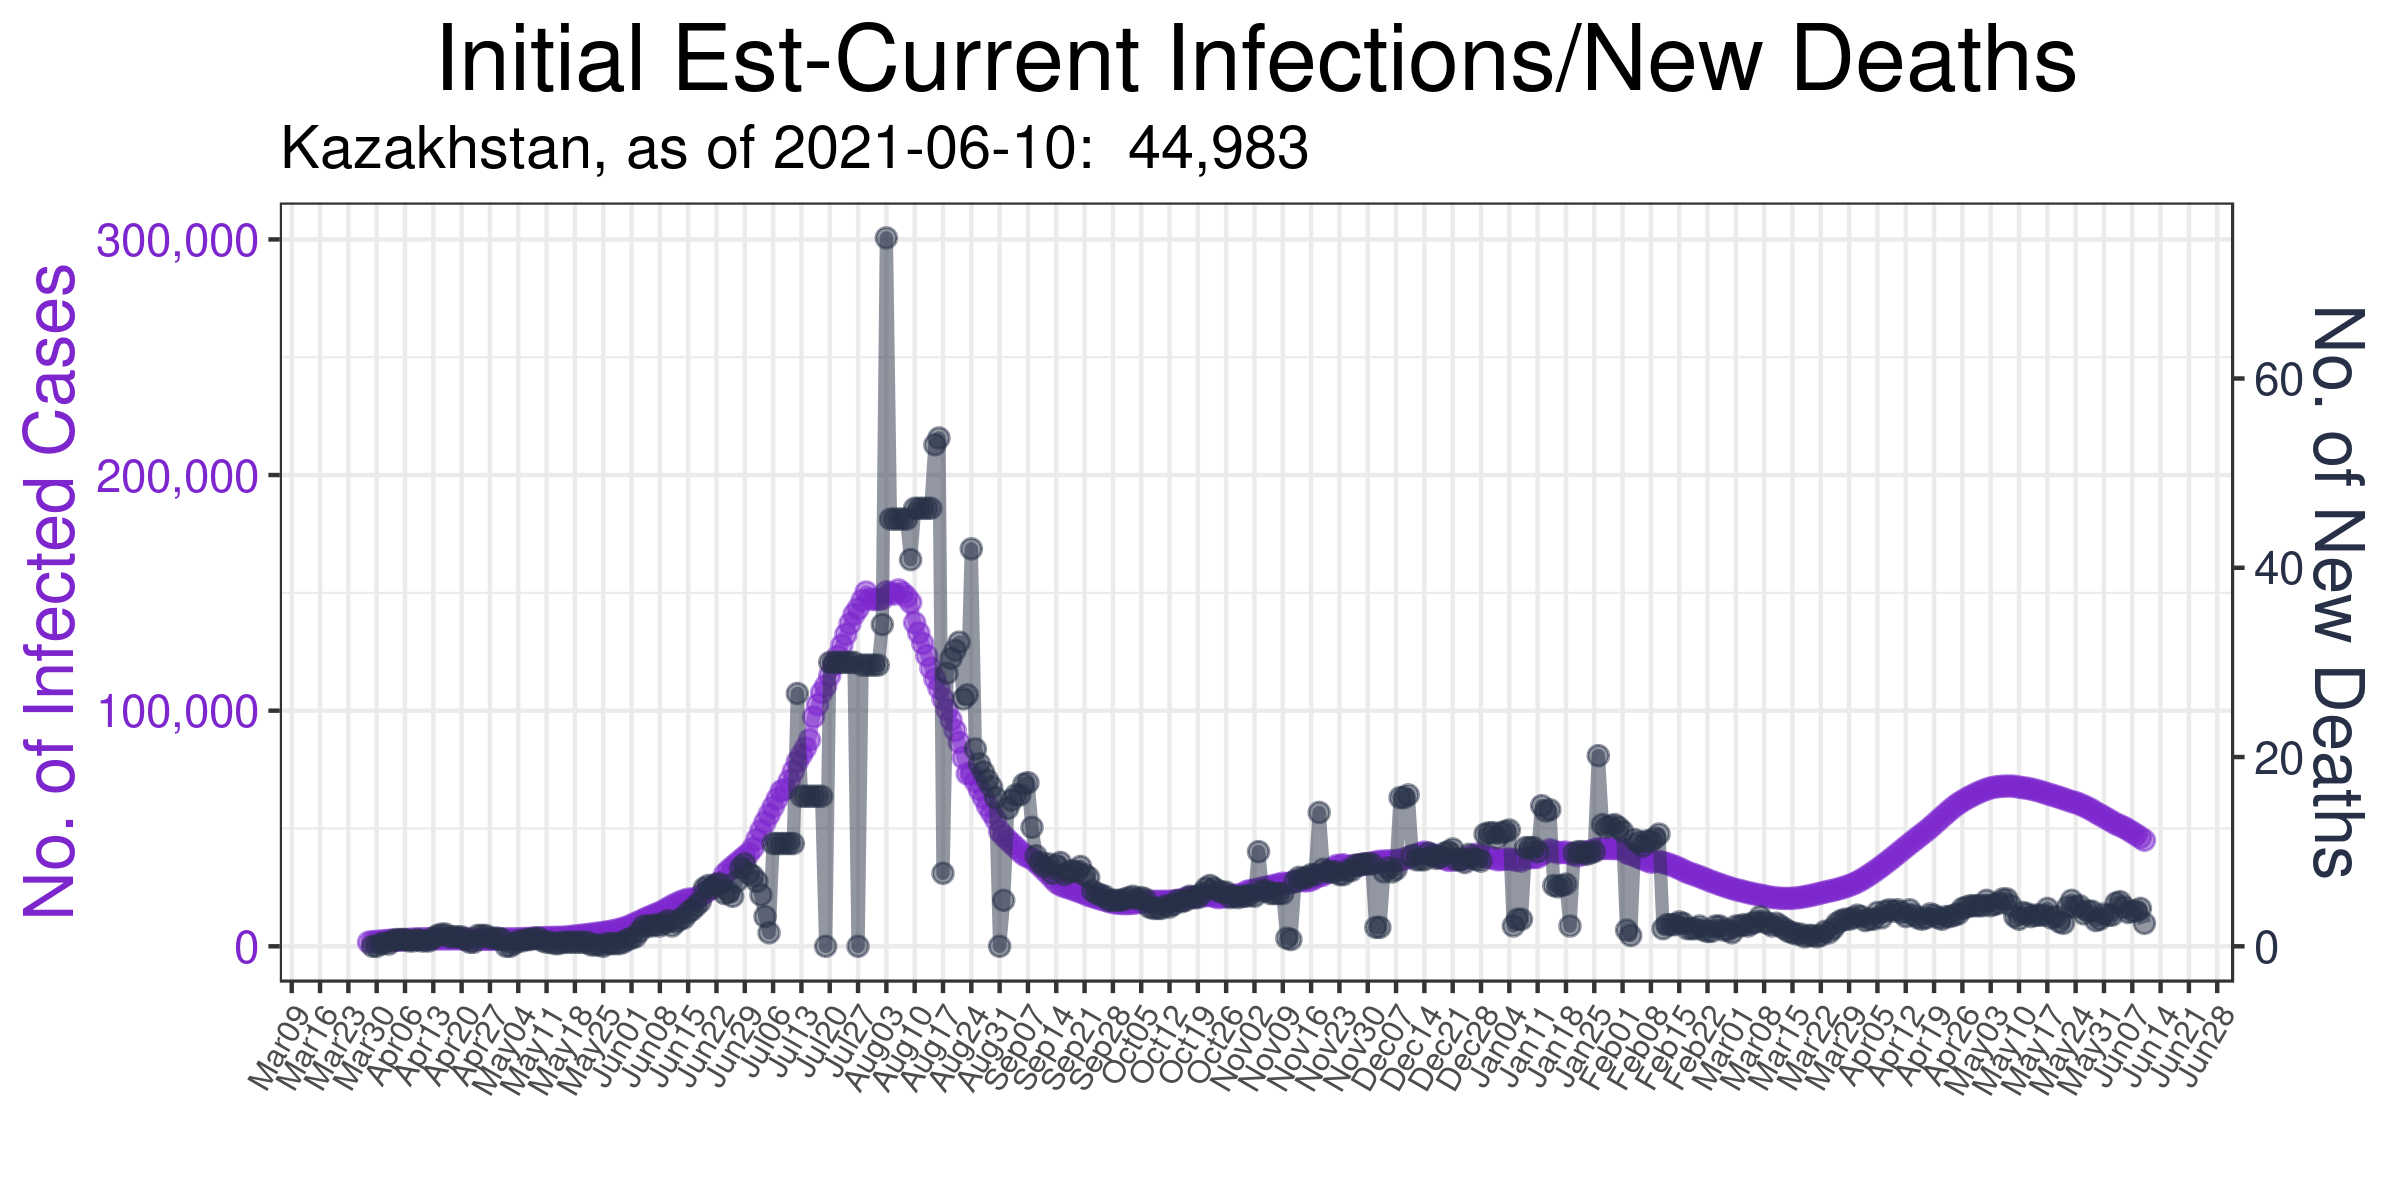 Initial Est-Current Infections/New Deaths
Kazakhstan, as of 2021-06-10:  44,983
No. of Infected Cases
300,000
200,000
100,000
0
60
40
20
0
No. of New Deaths
Mar09
Mar16
Mar23
Mar30
Apr06
Apr13
Apr20
Apr27
May04
May11
May18
May25
Jun01
Jun08
Jun15
Jun22
Jun29
Jul06
Jul13
Jul20
Jul27
Aug03
Aug10
Aug17
Aug24
Aug31
Sep07
Sep14
Sep21
Sep28
Oct05
Oct12
Oct19
Oct26
Nov02
Nov09
Nov16
Nov23
Nov30
Dec07
Dec14
Dec21
Dec28
Jan04
Jan11
Jan18
Jan25
Feb01
Feb08
Feb15
Feb22
Mar01
Mar08
Mar15
Mar22
Mar29
Apr05
Apr12
Apr19
Apr26
May03
May10
May17
May24
May31
Jun07
Jun14
Jun21
Jun28